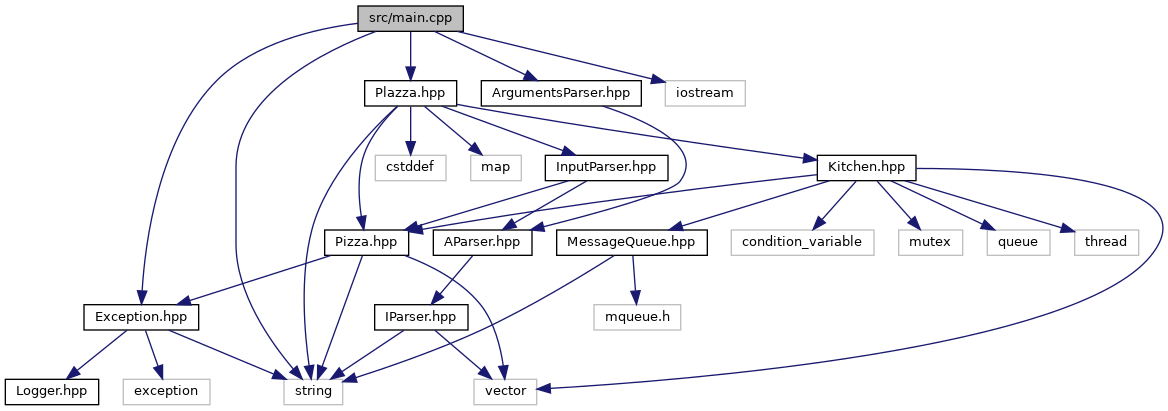 src/main.cpp
Plazza.hpp
ArgumentsParser.hpp
iostream
cstddef
map
InputParser.hpp
Kitchen.hpp
Pizza.hpp
AParser.hpp
MessageQueue.hpp
condition_variable
mutex
queue
thread
Exception.hpp
IParser.hpp
mqueue.h
Logger.hpp
exception
string
vector